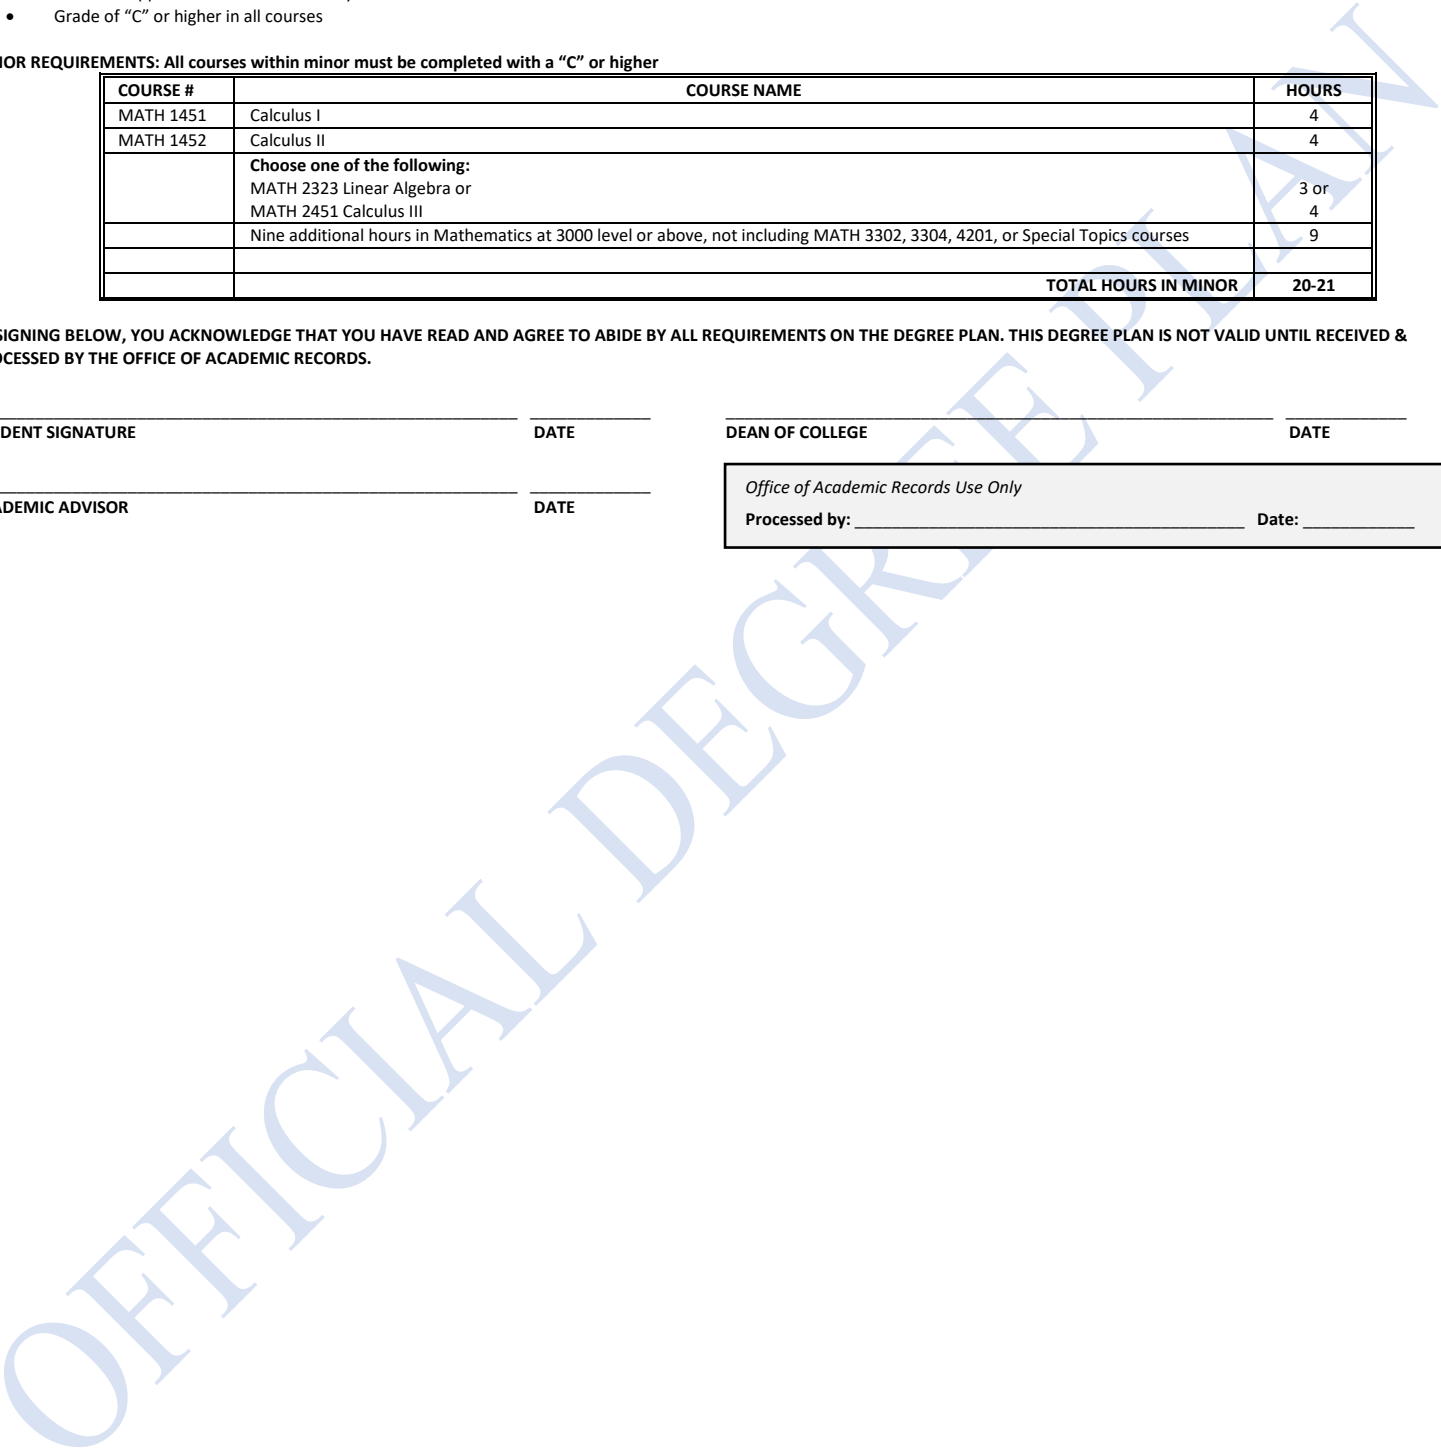 • Grade of “C” or higher in all courses
REQUIREMENTS: All courses within minor must be completed with a “C” or higher
COURSE # COURSE NAME HOURS
MATH 1451 Calculus I 4
MATH 1452 Calculus II 4
Choose one of the following:
MATH 2323 Linear Algebra or 3 or
MATH 2451 Calculus III 4
Nine additional hours in Mathematics at 3000 level or above, not including MATH 3302, 3304, 4201, or Special Topics courses 9
TOTAL HOURS IN MINOR 20-21
SIGNING BELOW, YOU ACKNOWLEDGE THAT YOU HAVE READ AND AGREE TO ABIDE BY ALL REQUIREMENTS ON THE DEGREE PLAN. THIS DEGREE PLAN IS NOT VALID UNTIL RECEIVED &
OCESSED BY THE OFFICE OF ACADEMIC RECORDS.
DENT SIGNATURE DATE DEAN OF COLLEGE DATE
ADEMIC ADVISOR DATE
Office of Academic Records Use Only
Processed by: Date:
OFFICIAL DEGREE PLAN